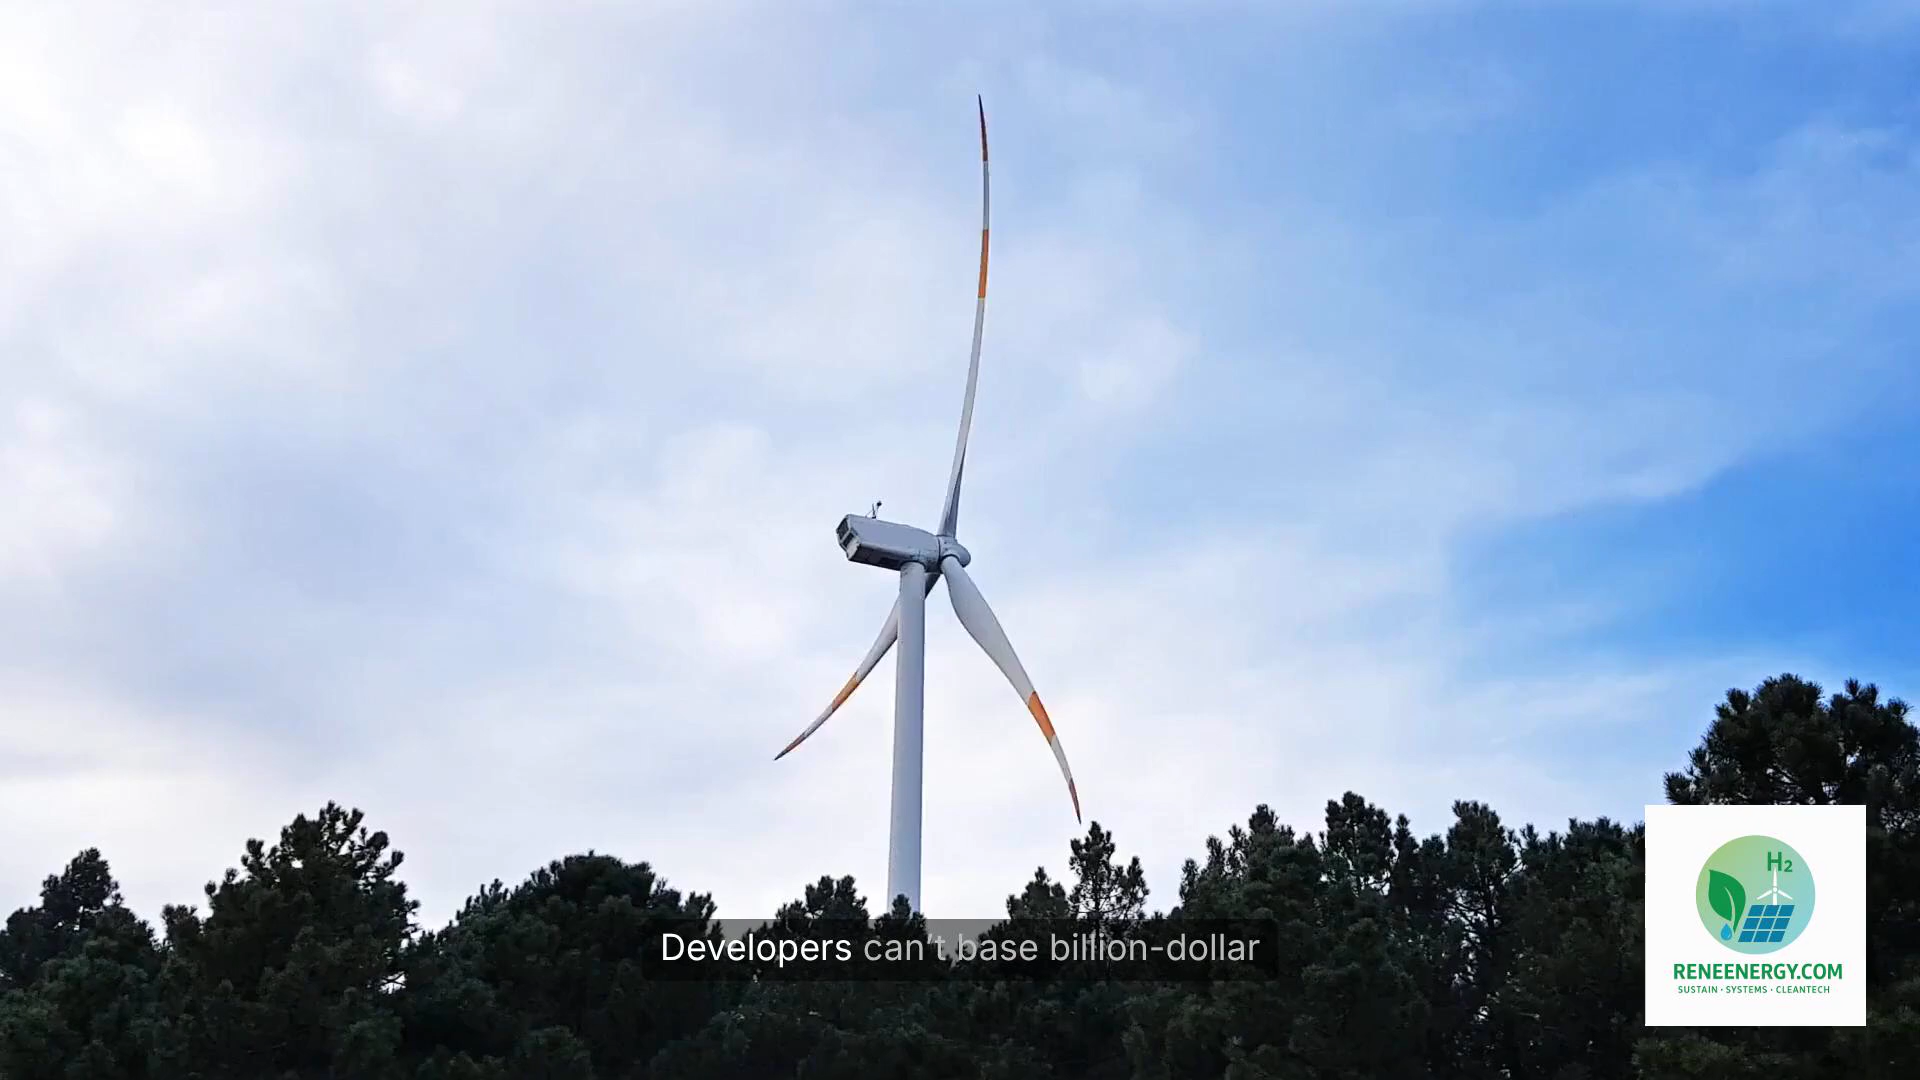 Developers can't base billion-dollar
H2
RENEENERGY.COM
SUSTAIN · SYSTEMS · CLEANTECH